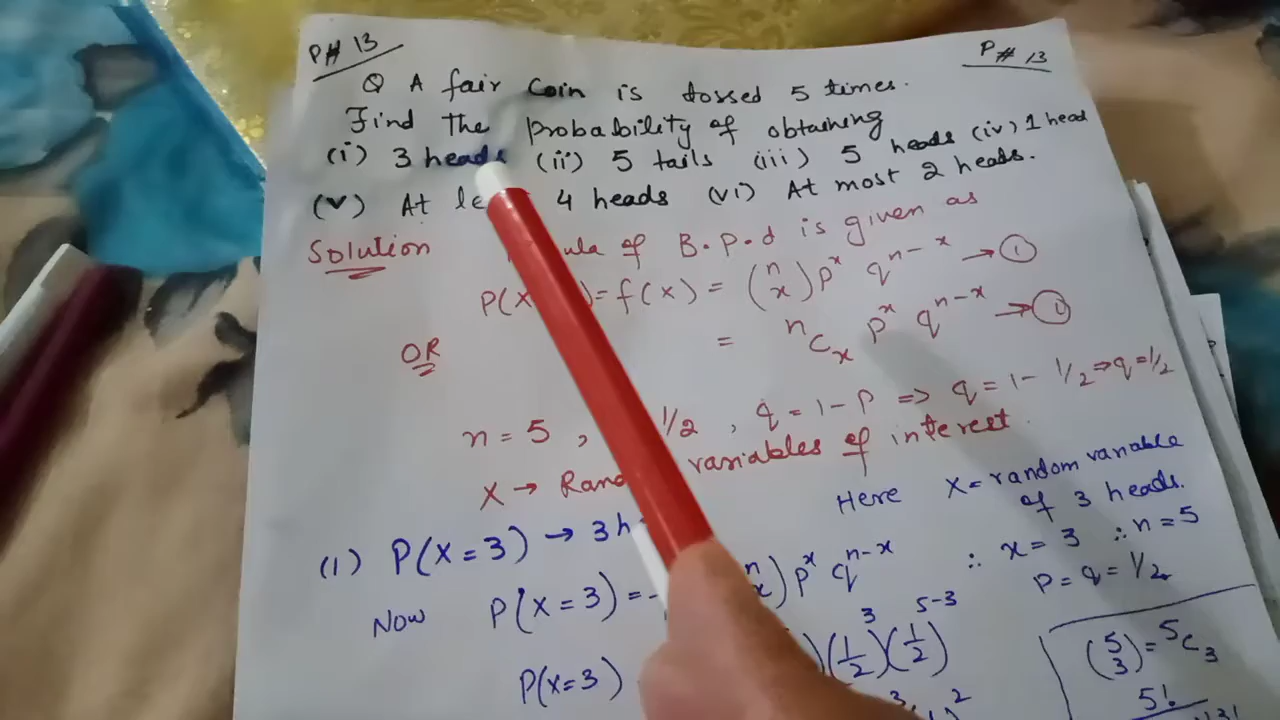 P# 13
P# 13
Q A fair coin is tossed 5 times.
Find the probability of obtaining
(i) 3 heads (ii) 5 tails (iii) 5 heads (iv) 1 head
(v) At le 4 heads (vi) At most 2 heads.
Solution ula of B.P.d is given as
P(X )=f(x) = (n x) p^x q^{n-x} → ①
OR = nCx p^x q^{n-x} → ①
n = 5 , 1/2 , q = 1-p => q = 1- 1/2 => q = 1/2
X → Rand variables of interest.
Here X = random variable of 3 heads.
(1) P(X=3) → 3 h
∴ x = 3 ∵ n = 5
p = q = 1/2
Now P(X=3) = (n x) p^x q^{n-x}
P(X=3) )(1/2)^3 (1/2)^{5-3}
(5 3) = 5C3
5!